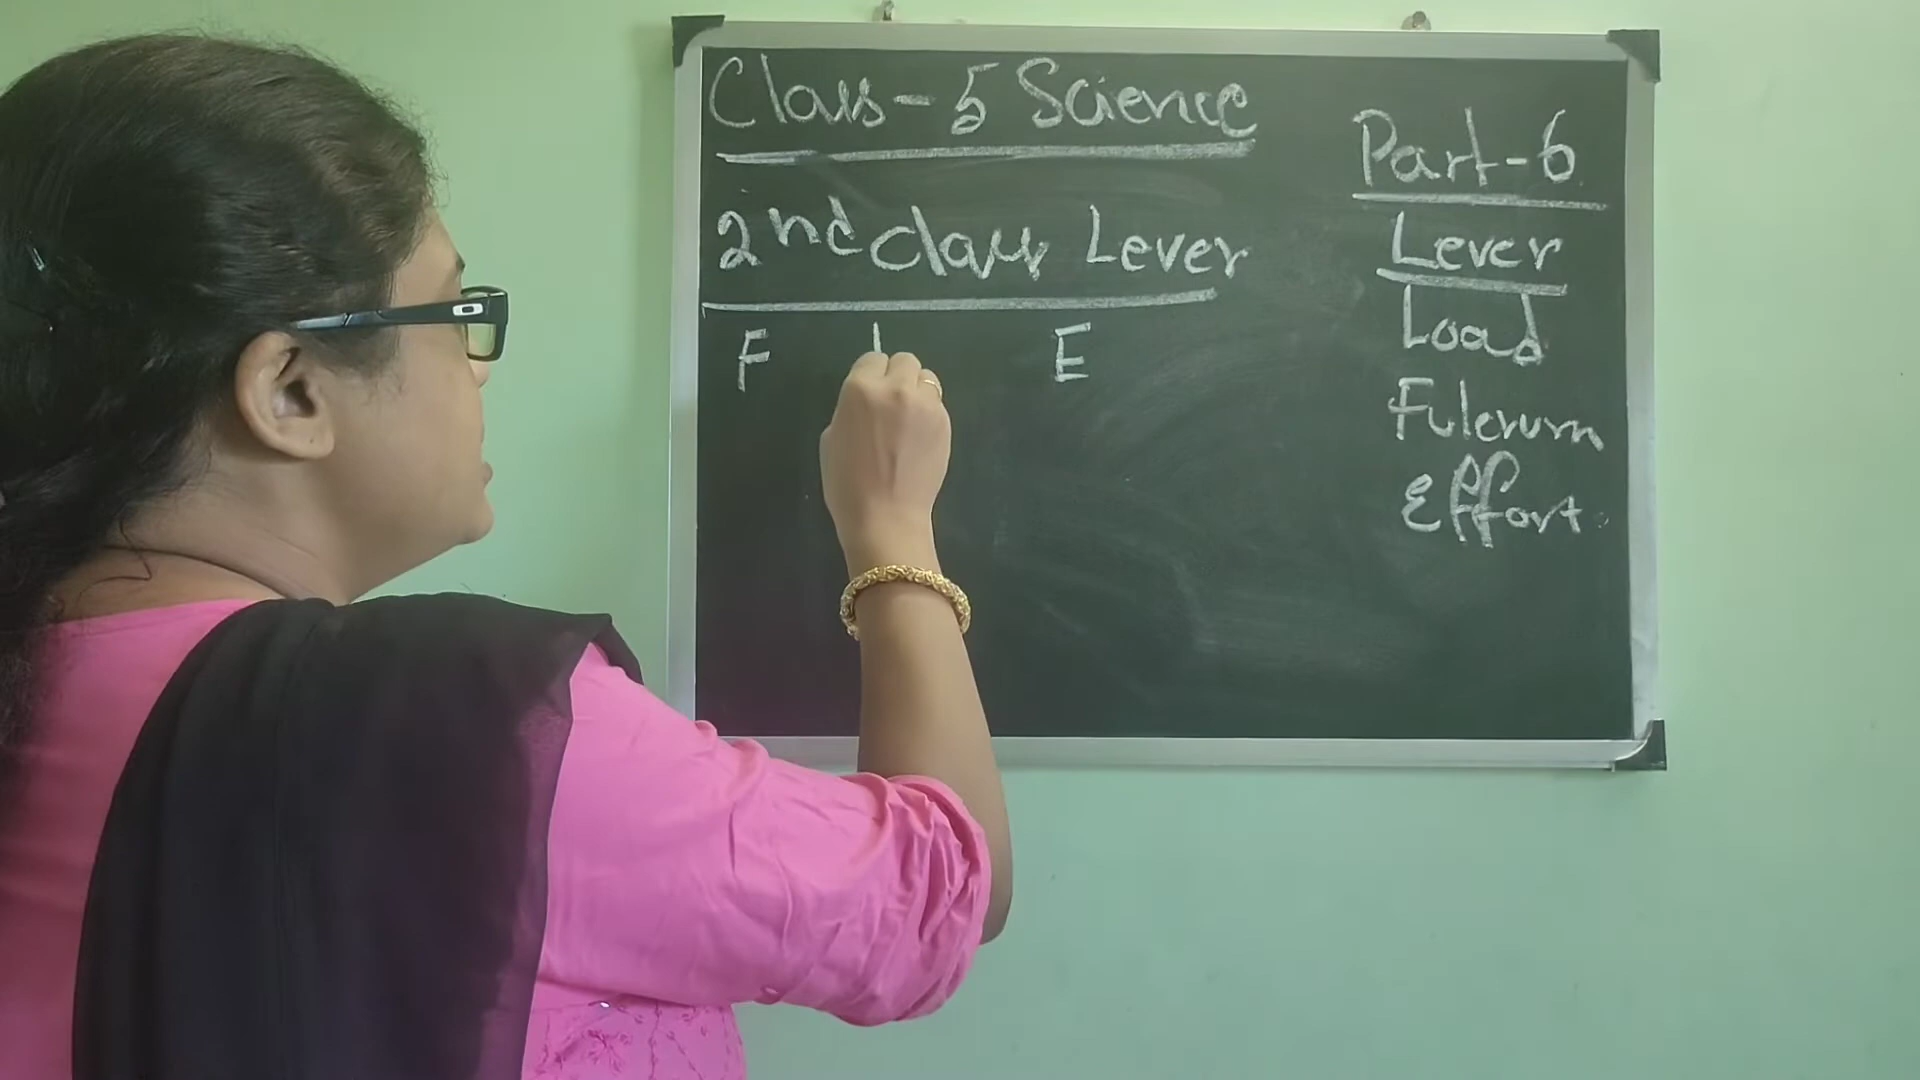 Class-5 Science
2nd class Lever
F E
Part-6
Lever
Load
Fulcrum
Effort